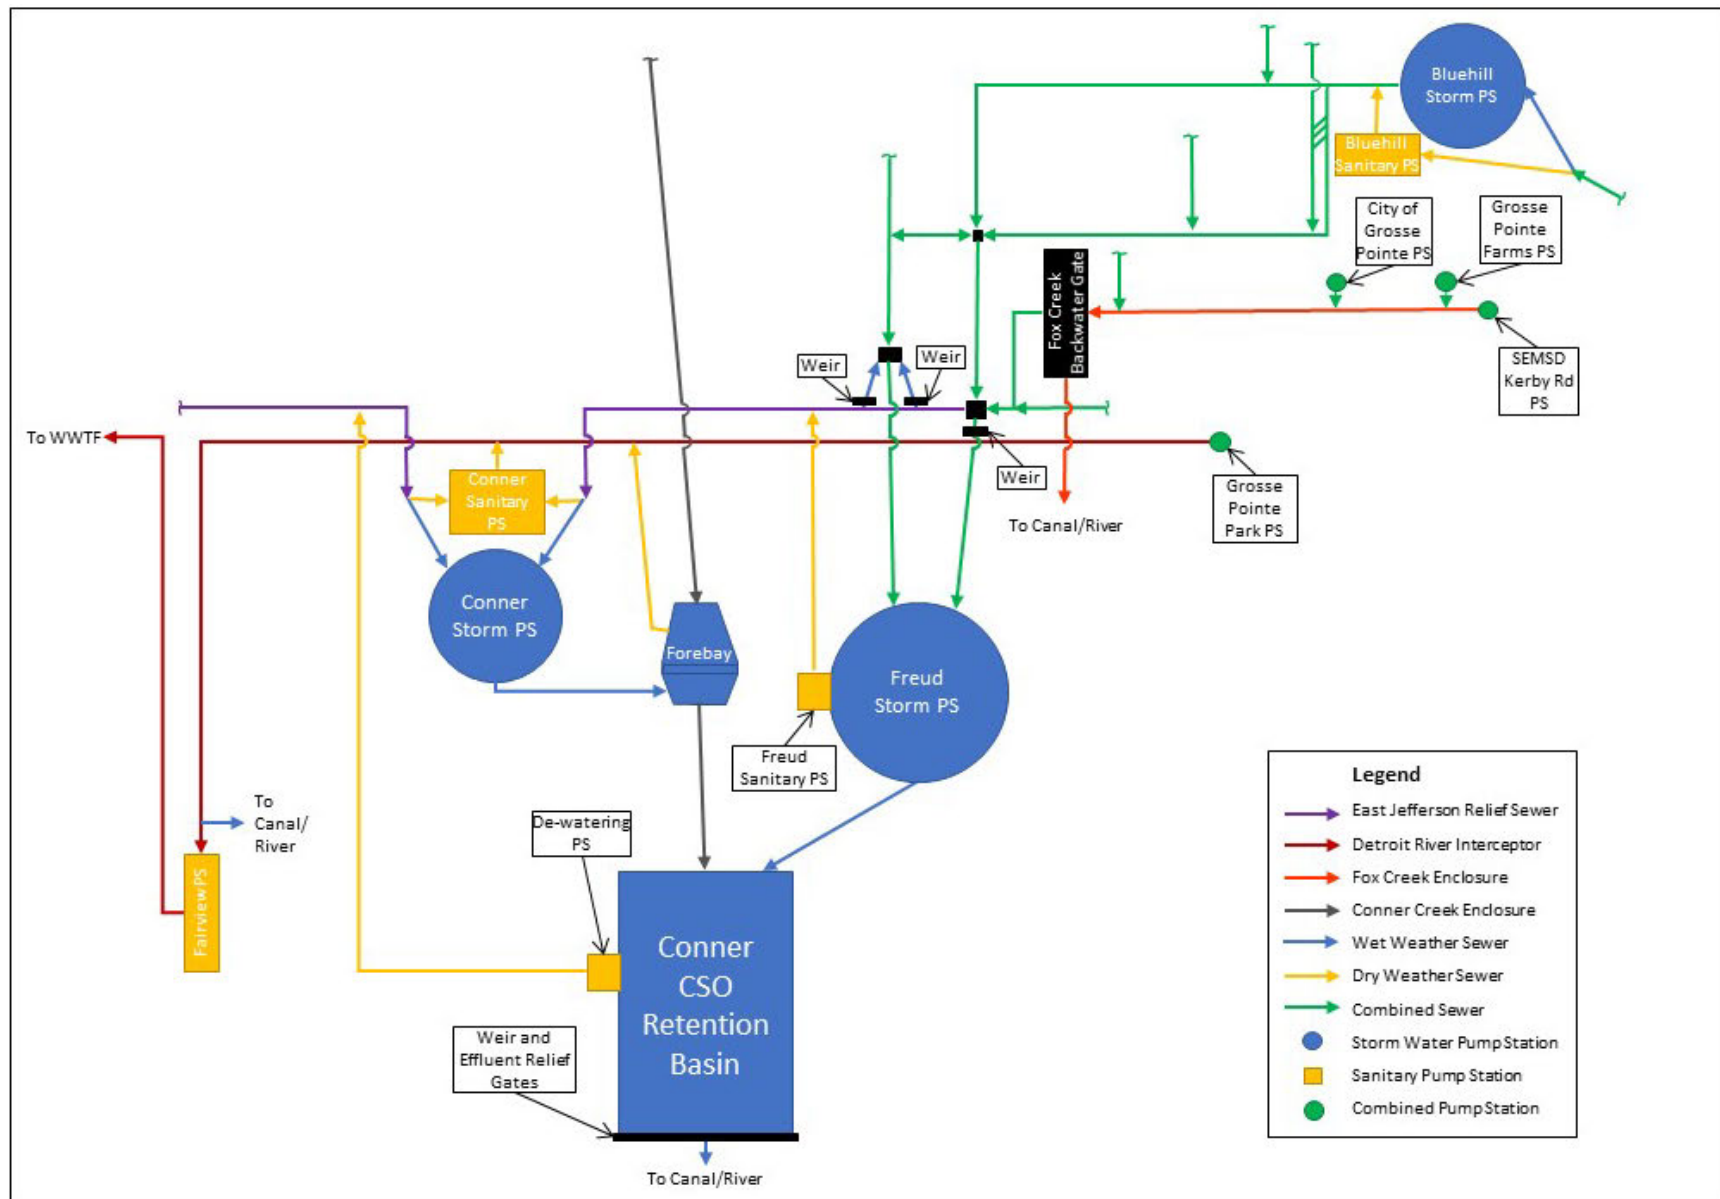 Bluehill
Storm PS
Bluehill
Sanitary PS
City of
Grosse
Pointe PS
Grosse
Pointe
Farms PS
Fox Creek
Backwater Gate
SEMSD
Kerby Rd
PS
Weir
Weir
To WWTF
Weir
Grosse
Pointe
Park PS
Conner
Sanitary
PS
To Canal/River
Conner
Storm PS
Forebay
Freud
Storm PS
Freud
Sanitary PS
To
Canal/
River
De-watering
PS
Fairview PS
Conner
CSO
Retention
Basin
Weir and
Effluent Relief
Gates
To Canal/River
Legend
East Jefferson Relief Sewer
Detroit River Interceptor
Fox Creek Enclosure
Conner Creek Enclosure
Wet Weather Sewer
Dry Weather Sewer
Combined Sewer
Storm Water Pump Station
Sanitary Pump Station
Combined Pump Station